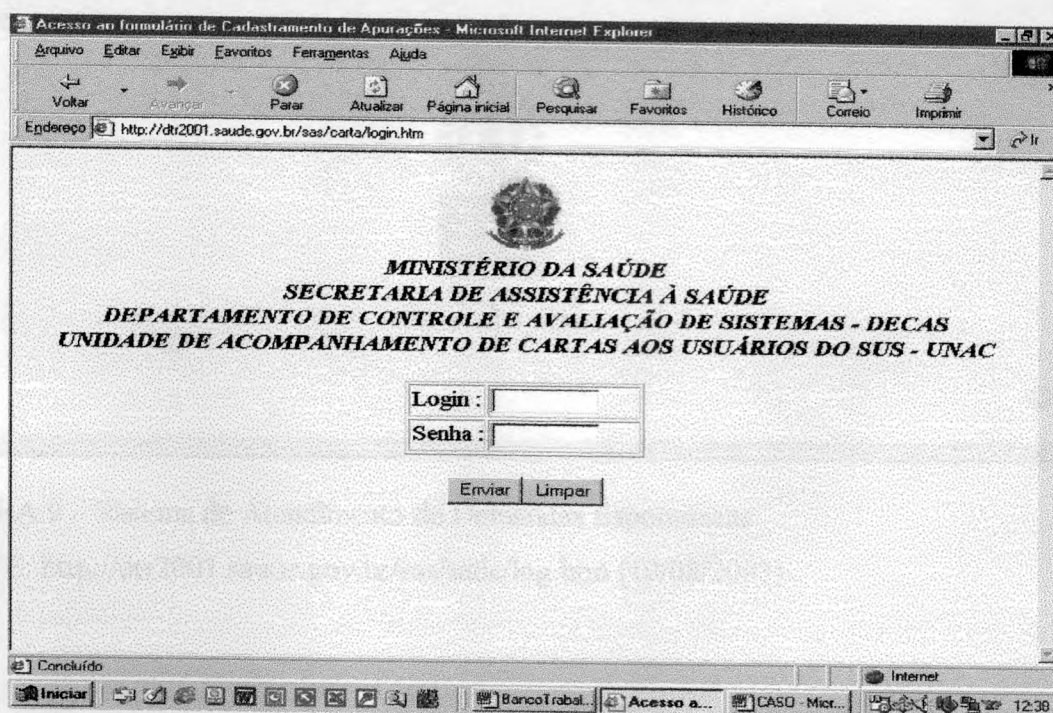 Acesso ao formulário de Cadastramento de Apurações - Microsoft Internet Explorer
Arquivo Editar Exibir Favoritos Ferramentas Ajuda
Voltar Avançar Parar Atualizar Página inicial Pesquisar Favoritos Histórico Correio Imprimir
Endereço http://dtr2001.saude.gov.br/sas/carta/login.htm Ir
MINISTÉRIO DA SAÚDE
SECRETARIA DE ASSISTÊNCIA À SAÚDE
DEPARTAMENTO DE CONTROLE E AVALIAÇÃO DE SISTEMAS - DECAS
UNIDADE DE ACOMPANHAMENTO DE CARTAS AOS USUÁRIOS DO SUS - UNAC
Login :
Senha :
Enviar Limpar
Concluído Internet
Iniciar BancoTrabal... Acesso a... CASO - Micr... 12:38